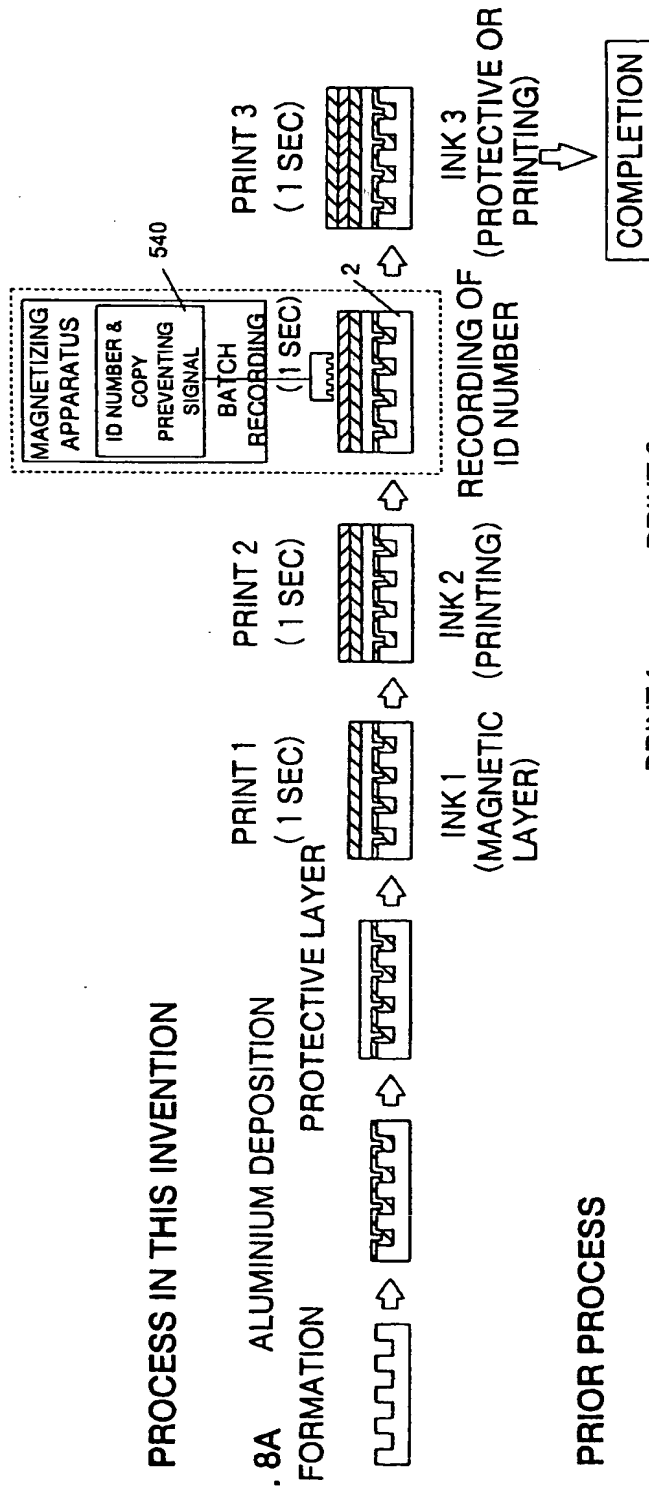 PROCESS IN THIS INVENTION
. 8A
FORMATION
ALUMINIUM DEPOSITION
PROTECTIVE LAYER
PRINT 1
(1 SEC)
INK 1
(MAGNETIC
LAYER)
PRINT 2
(1 SEC)
INK 2
(PRINTING)
MAGNETIZING
APPARATUS
ID NUMBER &
COPY
PREVENTING
SIGNAL
BATCH
RECORDING
(1 SEC)
540
2
RECORDING OF
ID NUMBER
PRINT 3
(1 SEC)
INK 3
(PROTECTIVE OR
PRINTING)
COMPLETION
PRIOR PROCESS